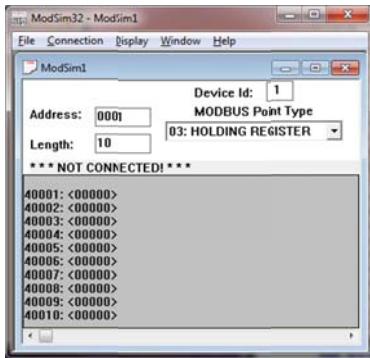 ModSim32 - ModSim1
File Connection Display Window Help
ModSim1
Device Id: 1
Address: 0001
MODBUS Point Type
Length: 10
03: HOLDING REGISTER
* * * NOT CONNECTED! * * *
40001: <00000>
40002: <00000>
40003: <00000>
40004: <00000>
40005: <00000>
40006: <00000>
40007: <00000>
40008: <00000>
40009: <00000>
40010: <00000>